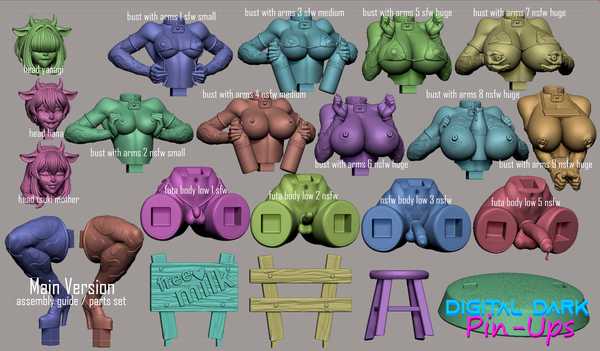 bust with arms 1 sfw small
bust with arms 3 sfw medium
bust with arms 5 sfw huge
bust with arms 7 nsfw huge
head yanagi
bust with arms 4 nsfw medium
bust with arms 8 nsfw huge
head hana
bust with arms 2 nsfw small
bust with arms 6 nsfw huge
bust with arms 9 nsfw huge
head tsuki mother
futa body low 1 sfw
futa body low 2 nsfw
nsfw body low 3 nsfw
futa body low 5 nsfw
Main Version
assembly guide / parts set
free
milk
DIGITAL DARK
Pin-Ups